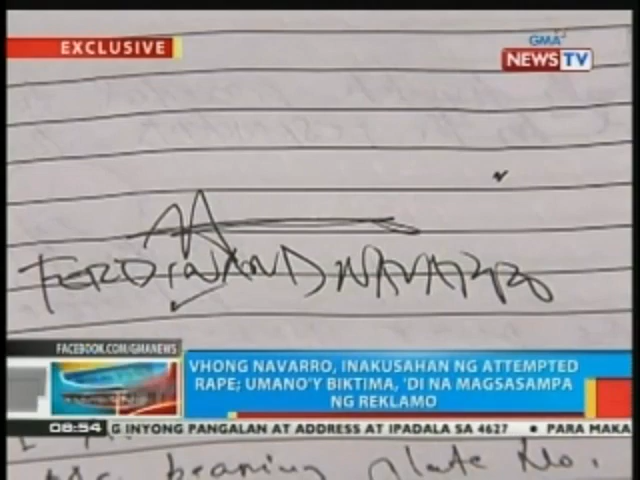 EXCLUSIVE
GMA
NEWS TV
FERDINAND NAVARRO
FACEBOOK.COM/GMANEWS
VHONG NAVARRO, INAKUSAHAN NG ATTEMPTED
RAPE; UMANO'Y BIKTIMA, 'DI NA MAGSASAMPA
NG REKLAMO
08:54 G INYONG PANGALAN AT ADDRESS AT IPADALA SA 4627 • PARA MAKA
bearing plate No.